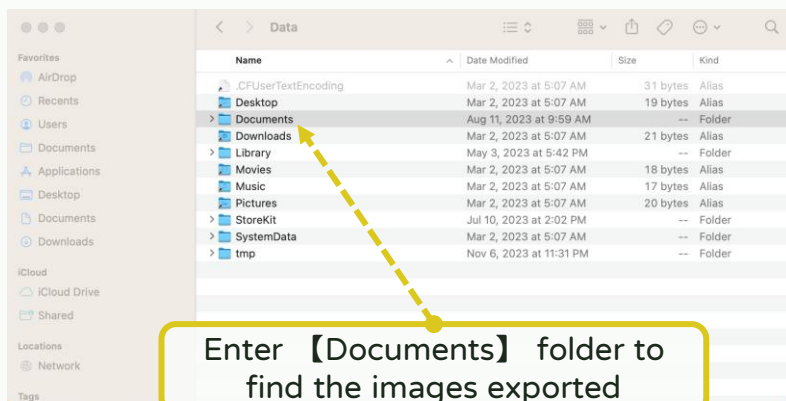 Data
Favorites
AirDrop
Recents
Users
Documents
Applications
Desktop
Documents
Downloads
iCloud
iCloud Drive
Shared
Locations
Network
Tags
Name Date Modified Size Kind
.CFUserTextEncoding Mar 2, 2023 at 5:07 AM 31 bytes Alias
Desktop Mar 2, 2023 at 5:07 AM 19 bytes Alias
Documents Aug 11, 2023 at 9:59 AM -- Folder
Downloads Mar 2, 2023 at 5:07 AM 21 bytes Alias
Library May 3, 2023 at 5:42 PM -- Folder
Movies Mar 2, 2023 at 5:07 AM 18 bytes Alias
Music Mar 2, 2023 at 5:07 AM 17 bytes Alias
Pictures Mar 2, 2023 at 5:07 AM 20 bytes Alias
StoreKit Jul 10, 2023 at 2:02 PM -- Folder
SystemData Mar 2, 2023 at 5:07 AM -- Folder
tmp Nov 6, 2023 at 11:31 PM -- Folder
Enter 【Documents】 folder to
find the images exported